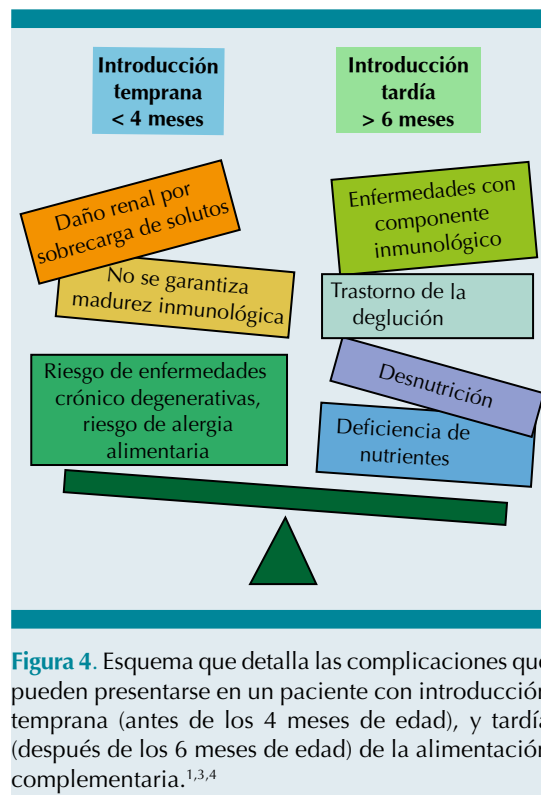 Introducción
temprana
< 4 meses
Introducción
tardía
> 6 meses
Daño renal por
sobrecarga de solutos
No se garantiza
madurez inmunológica
Riesgo de enfermedades
crónico degenerativas,
riesgo de alergia
alimentaria
Enfermedades con
componente
inmunológico
Trastorno de la
deglución
Desnutrición
Deficiencia de
nutrientes
Figura 4. Esquema que detalla las complicaciones que
pueden presentarse en un paciente con introducción
temprana (antes de los 4 meses de edad), y tardía
(después de los 6 meses de edad) de la alimentación
complementaria.1,3,4